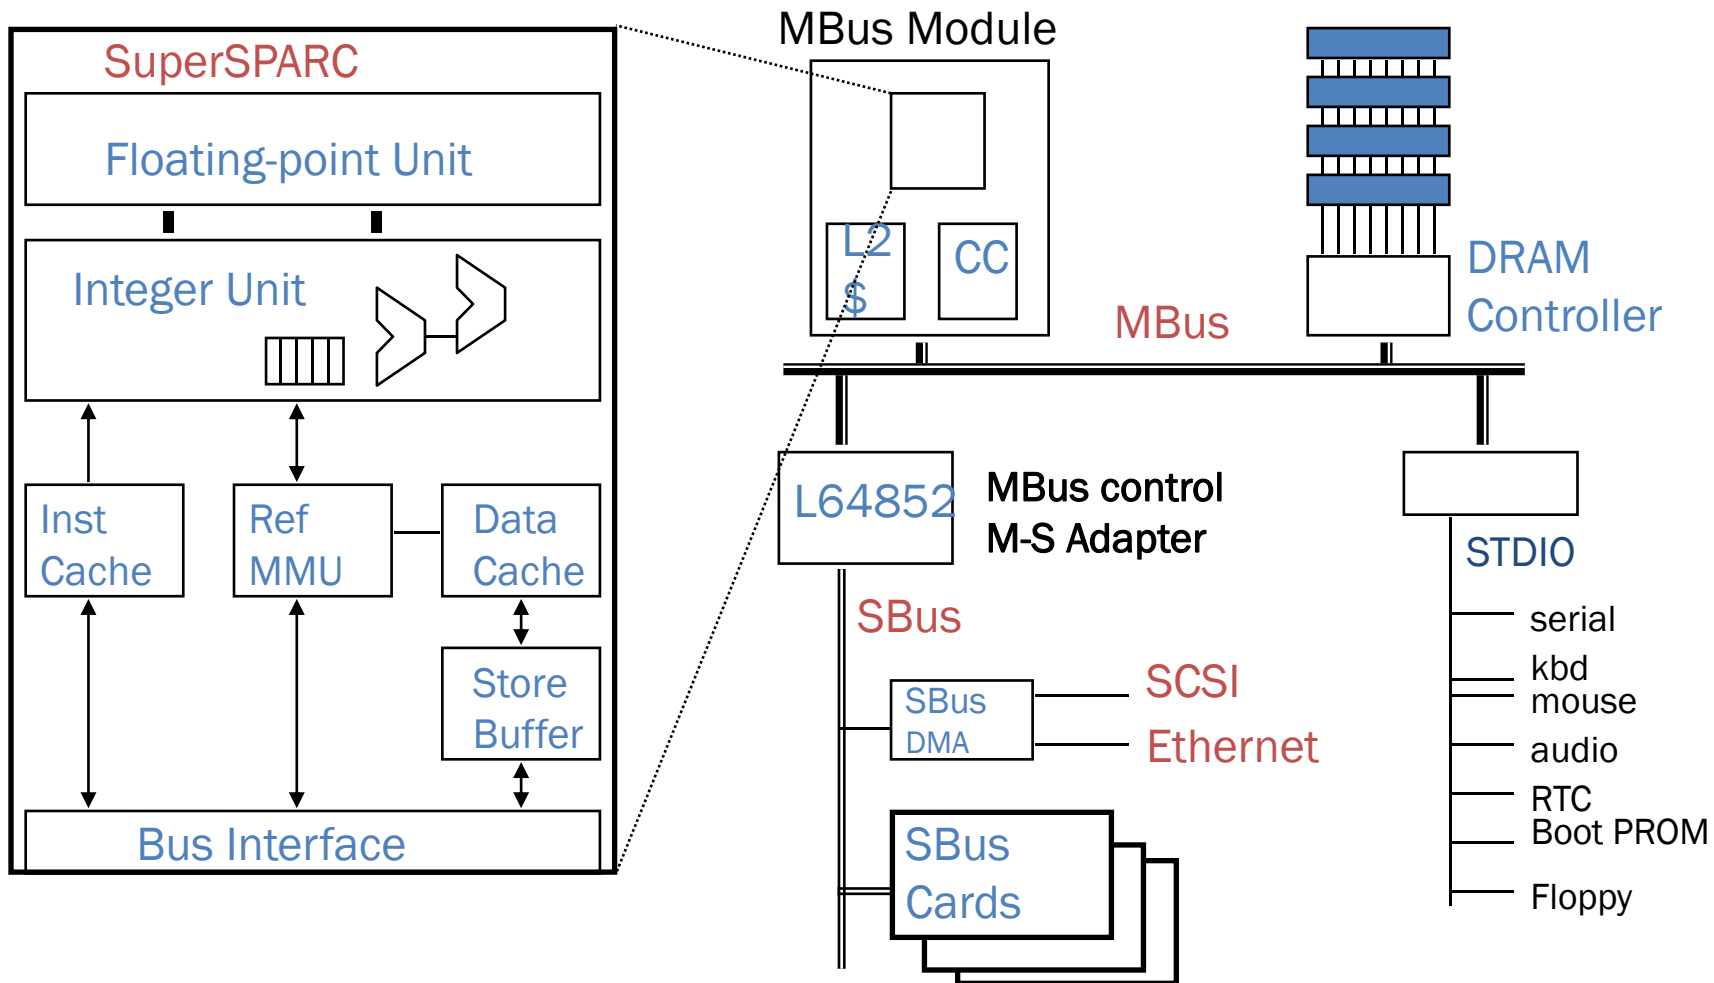 SuperSPARC
Floating-point Unit
Integer Unit
Inst
Cache
Ref
MMU
Data
Cache
Store
Buffer
Bus Interface
MBus Module
L2
$
CC
MBus
DRAM
Controller
L64852
MBus control
M-S Adapter
SBus
SBus
DMA
SCSI
Ethernet
SBus
Cards
STDIO
serial
kbd
mouse
audio
RTC
Boot PROM
Floppy